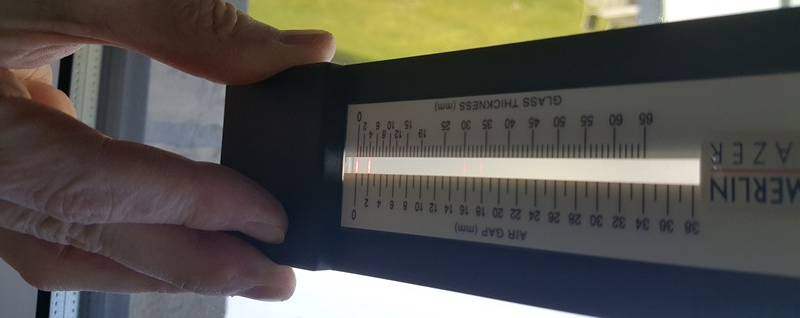 GLASS THICKNESS (mm)
0 2 4 6 8 10 12 15 19 25 30 35 40 45 50 55 60 65
0 2 4 6 8 10 12 14 16 18 20 22 24 26 28 30 32 34 36 38
AIR GAP (mm)
AZER
MERLIN